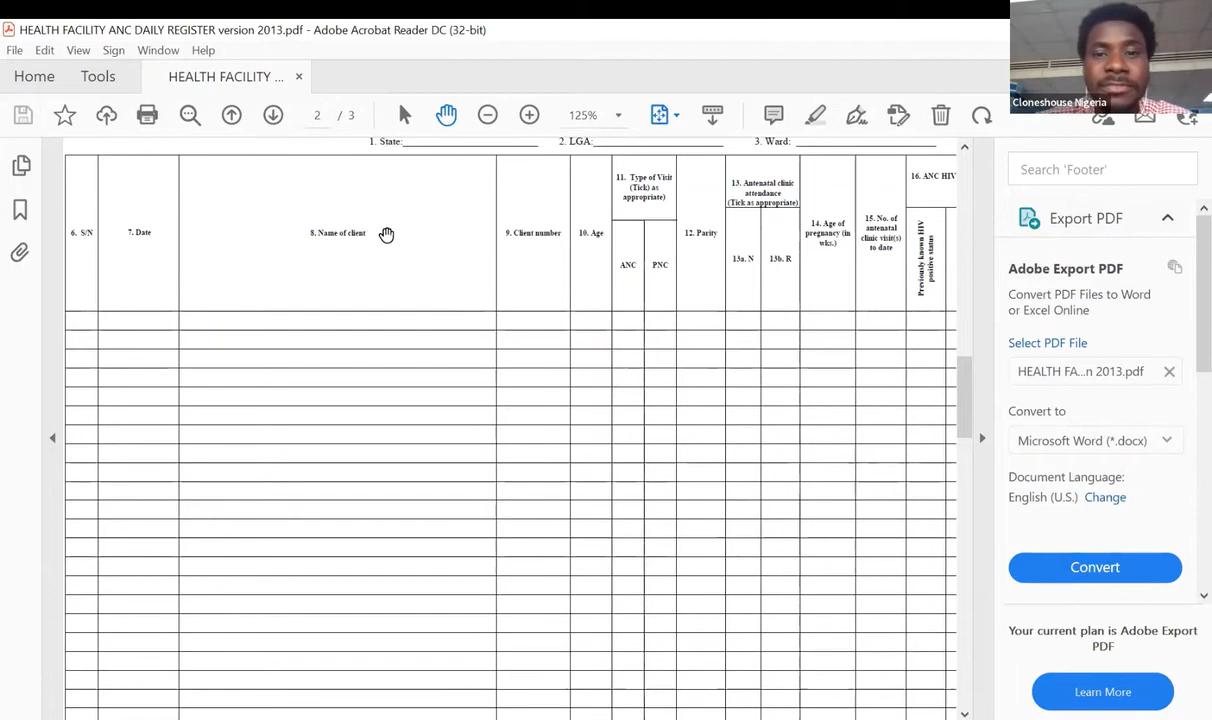 HEALTH FACILITY ANC DAILY REGISTER version 2013.pdf - Adobe Acrobat Reader DC (32-bit)
File Edit View Sign Window Help
Home Tools HEALTH FACILITY ... ×
2 / 3 125%
Cloneshouse Nigeria
1. State: 2. LGA: 3. Ward:
6. S/N
7. Date
8. Name of client
9. Client number
10. Age
11. Type of Visit
(Tick) as
appropriate)
ANC
PNC
12. Parity
13. Antenatal clinic
attendance
(Tick as appropriate)
13a. N
13b. R
14. Age of
pregnancy (in
wks.)
15. No. of
antenatal
clinic visit(s)
to date
16. ANC HIV
Previously known HIV
positive status
Search 'Footer'
Export PDF
Adobe Export PDF
Convert PDF Files to Word
or Excel Online
Select PDF File
HEALTH FA...n 2013.pdf
Convert to
Microsoft Word (*.docx)
Document Language:
English (U.S.) Change
Convert
Your current plan is Adobe Export
PDF
Learn More